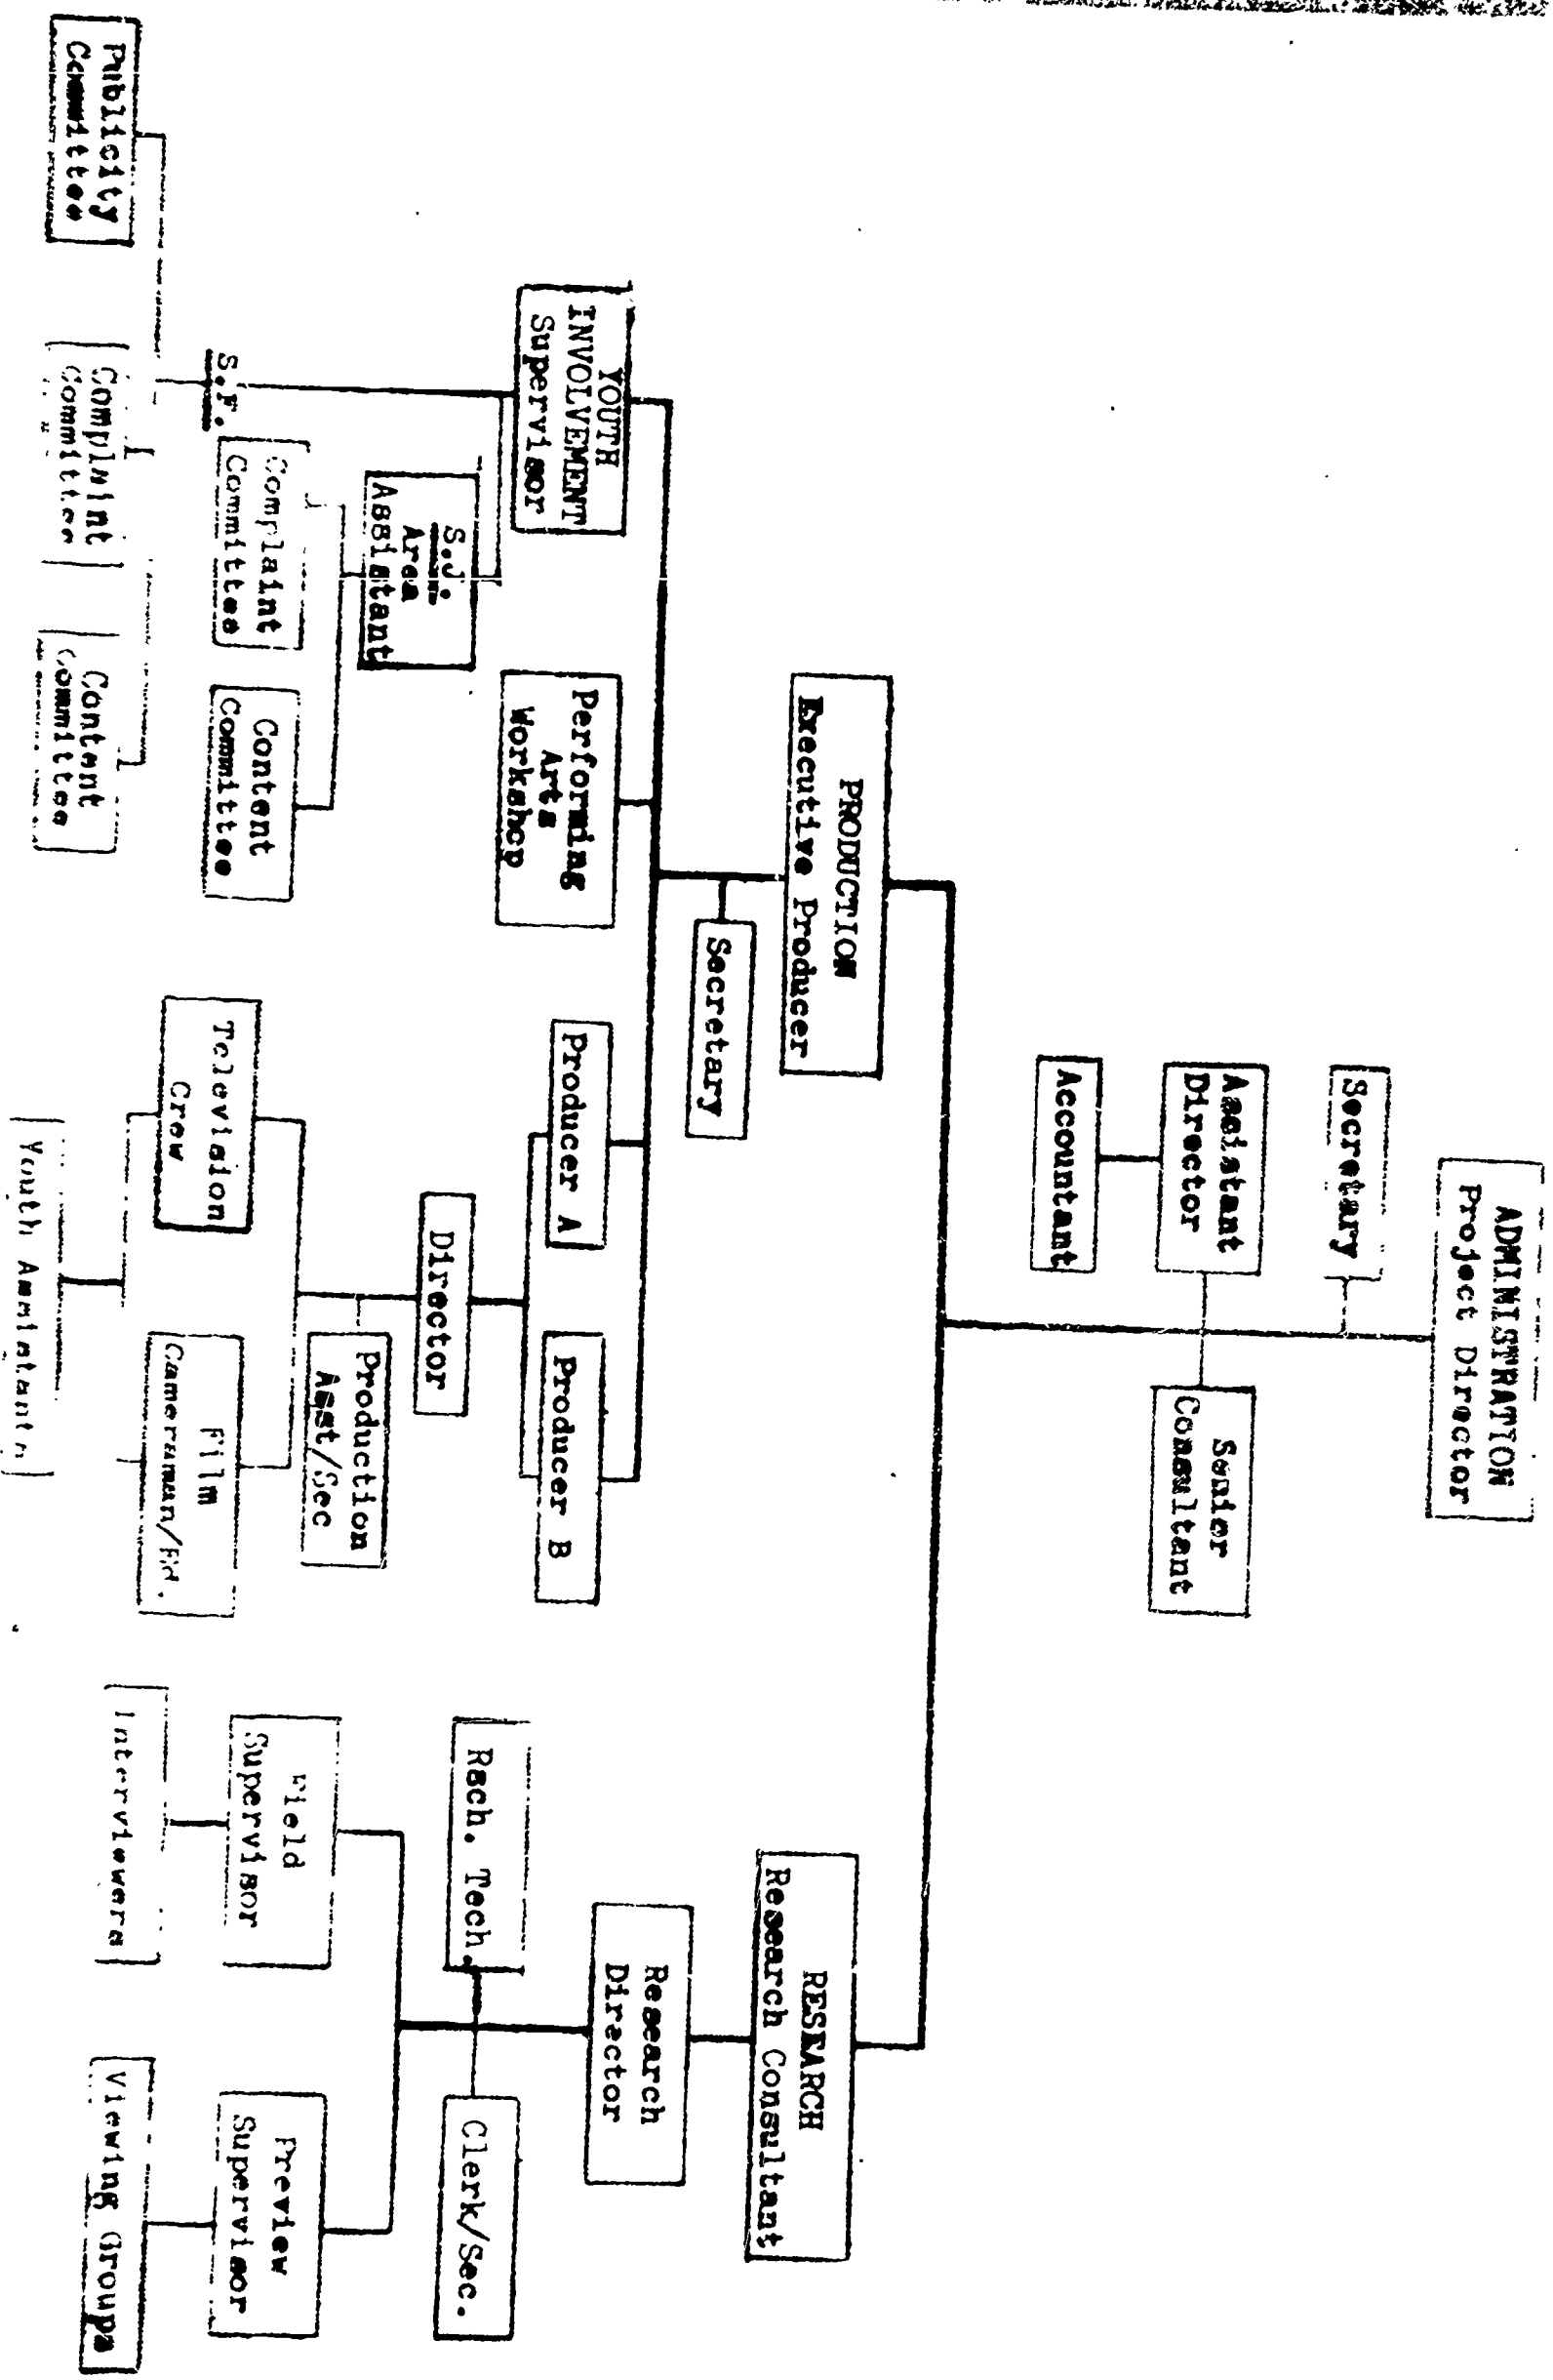 ADMINISTRATION
Project Director
Secretary
Assistant
Director
Senior
Consultant
Accountant
PRODUCTION
Executive Producer
RESEARCH
Research Consultant
Secretary
Research
Director
YOUTH
INVOLVEMENT
Supervisor
Performing
Arts
Workshop
Producer A
Producer B
S.J.
Area
Assistant
Director
Rsch. Tech.
Clerk/Sec.
Production
Asst/Sec
S.F.
Complaint
Committee
Content
Committee
Television
Crew
Film
Cameraman/Ed.
Field
Supervisor
Preview
Supervisor
Publicity
Committee
Complaint
Committee
Content
Committee
Youth Assistants
Interviewers
Viewing Groups